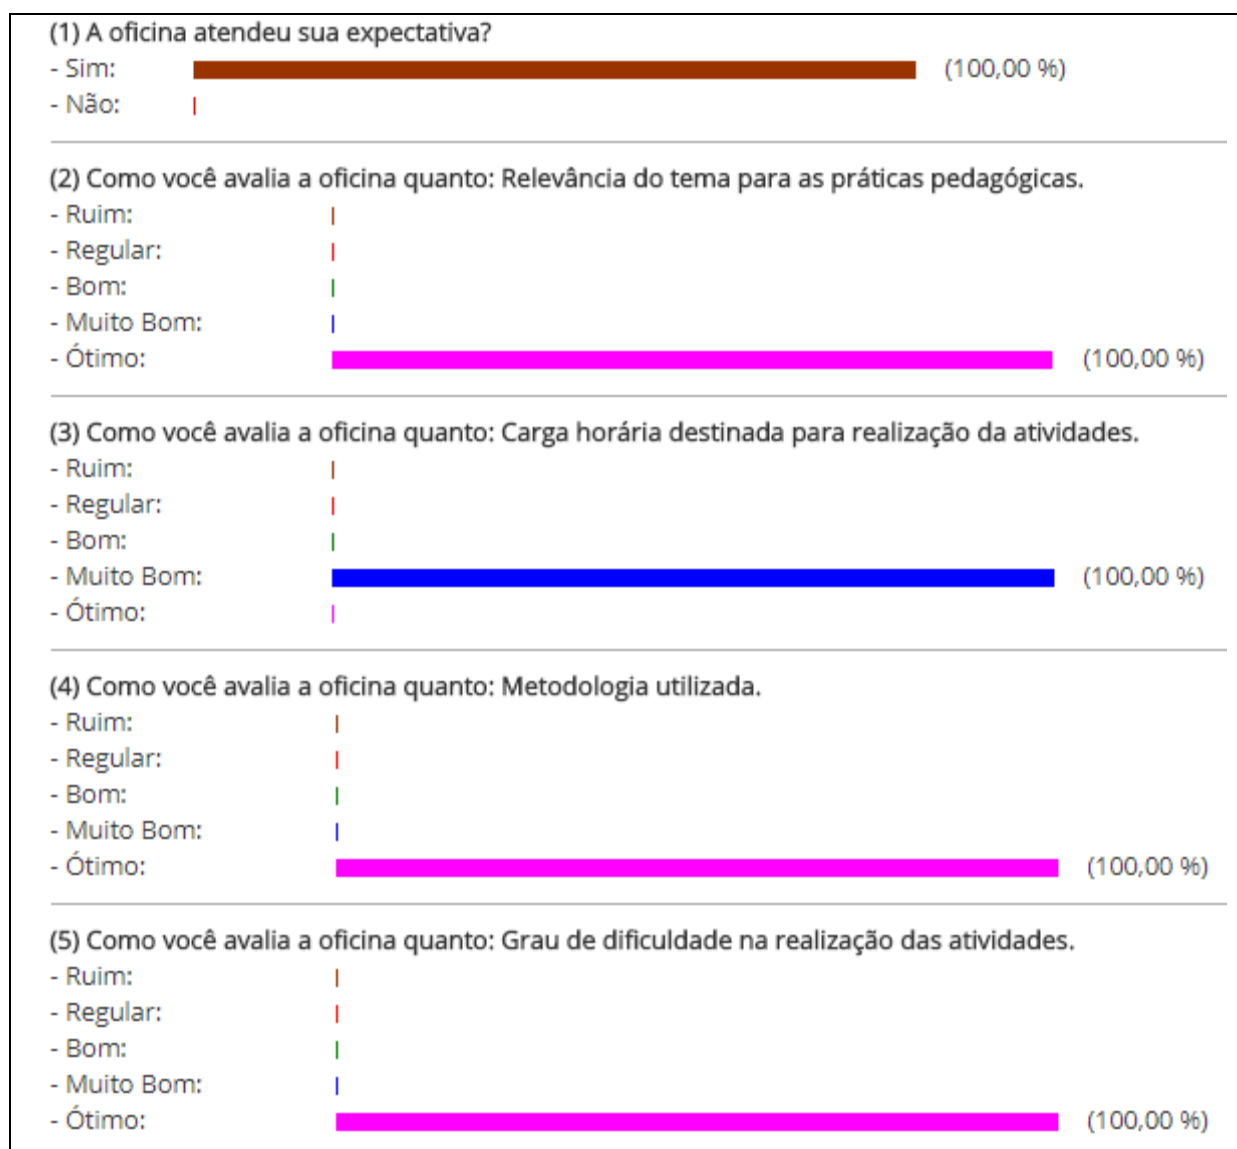 (1) A oficina atendeu sua expectativa?
- Sim: (100,00 %)
- Não:
(2) Como você avalia a oficina quanto: Relevância do tema para as práticas pedagógicas.
- Ruim:
- Regular:
- Bom:
- Muito Bom:
- Ótimo: (100,00 %)
(3) Como você avalia a oficina quanto: Carga horária destinada para realização da atividades.
- Ruim:
- Regular:
- Bom:
- Muito Bom: (100,00 %)
- Ótimo:
(4) Como você avalia a oficina quanto: Metodologia utilizada.
- Ruim:
- Regular:
- Bom:
- Muito Bom:
- Ótimo: (100,00 %)
(5) Como você avalia a oficina quanto: Grau de dificuldade na realização das atividades.
- Ruim:
- Regular:
- Bom:
- Muito Bom:
- Ótimo: (100,00 %)